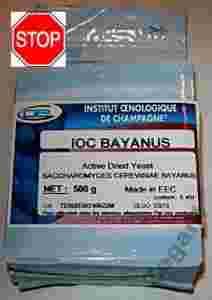 STOP
INSTITUT ŒNOLOGIQUE
DE CHAMPAGNE
IOC BAYANUS
Active Dried Yeast
SACCHAROMYCES CEREVISIAE BAYANUS
NET : 500 g
Made in EEC